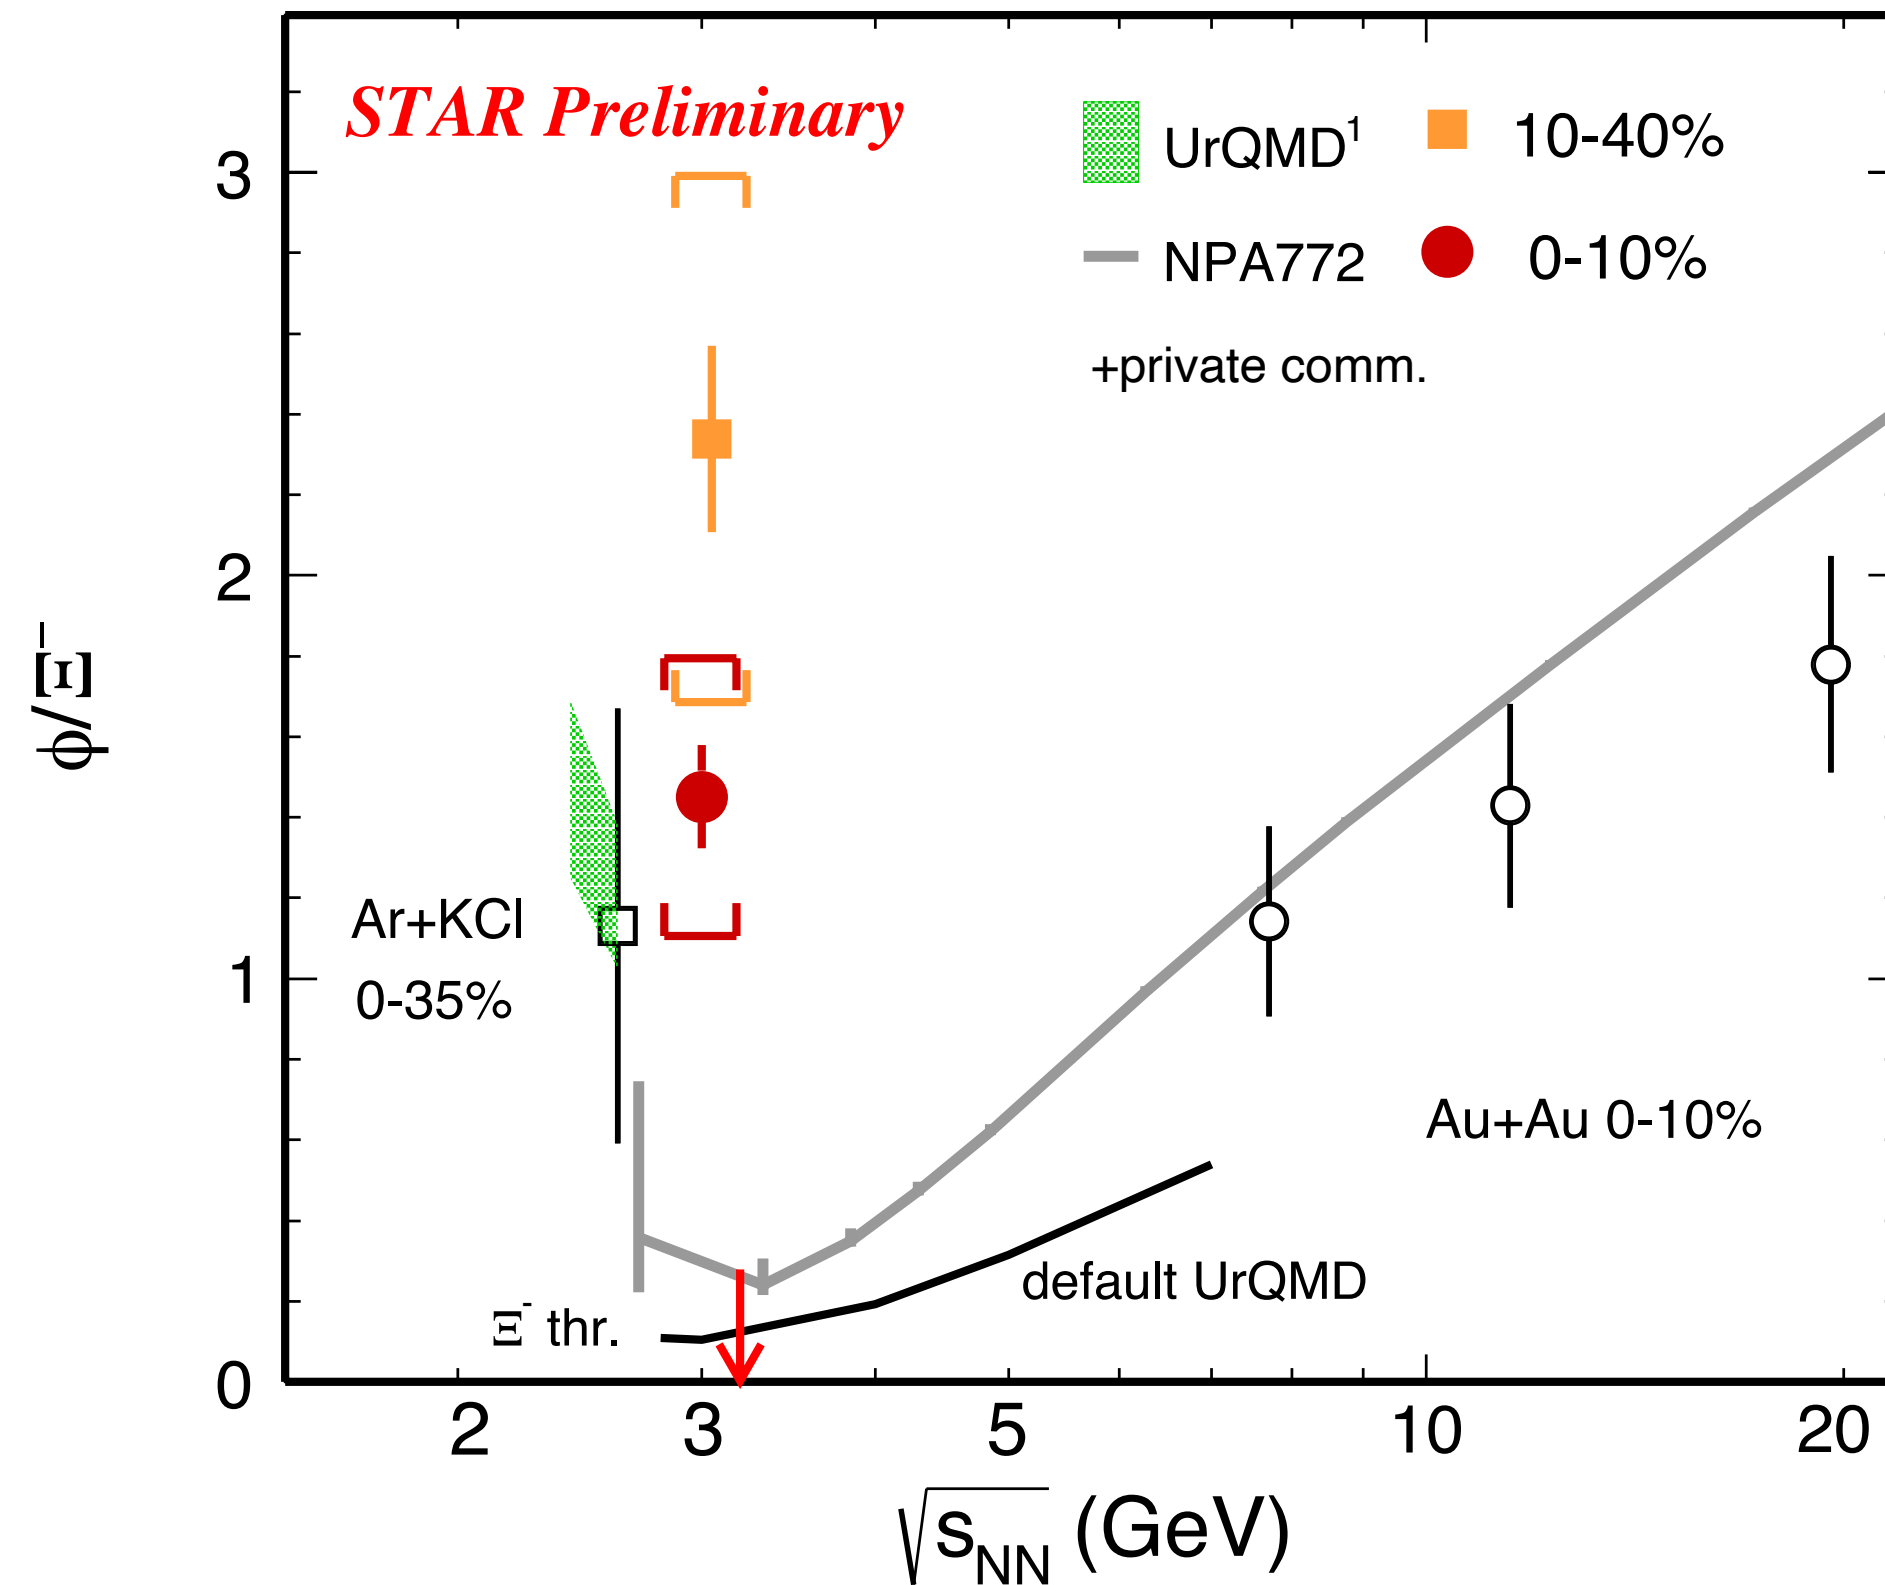 STAR Preliminary
UrQMD¹
10-40%
NPA772
0-10%
+private comm.
3
2
1
0
ϕ/Ξ⁻
Ar+KCl
0-35%
Au+Au 0-10%
default UrQMD
Ξ⁻ thr.
2 3 5 10 20
√sNN (GeV)